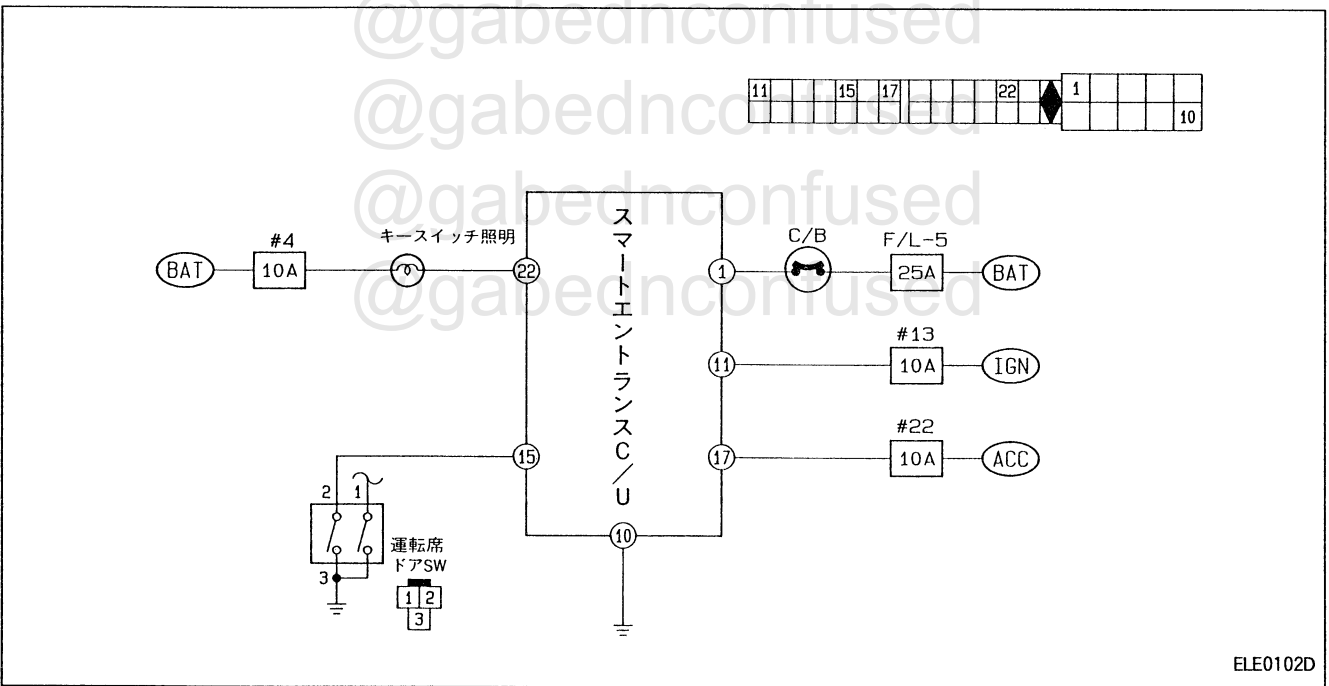 @gabednconfused
@gabednconfused
@gabednconfused
@gabednconfused
11 15 17 22 1
10
キースイッチ照明
#4
BAT 10A
22
スマートエントランスC/U
1
C/B
F/L-5
25A BAT
11
#13
10A IGN
15
17
#22
10A ACC
10
2 1
3
運転席
ドアSW
1 2
3
ELE0102D